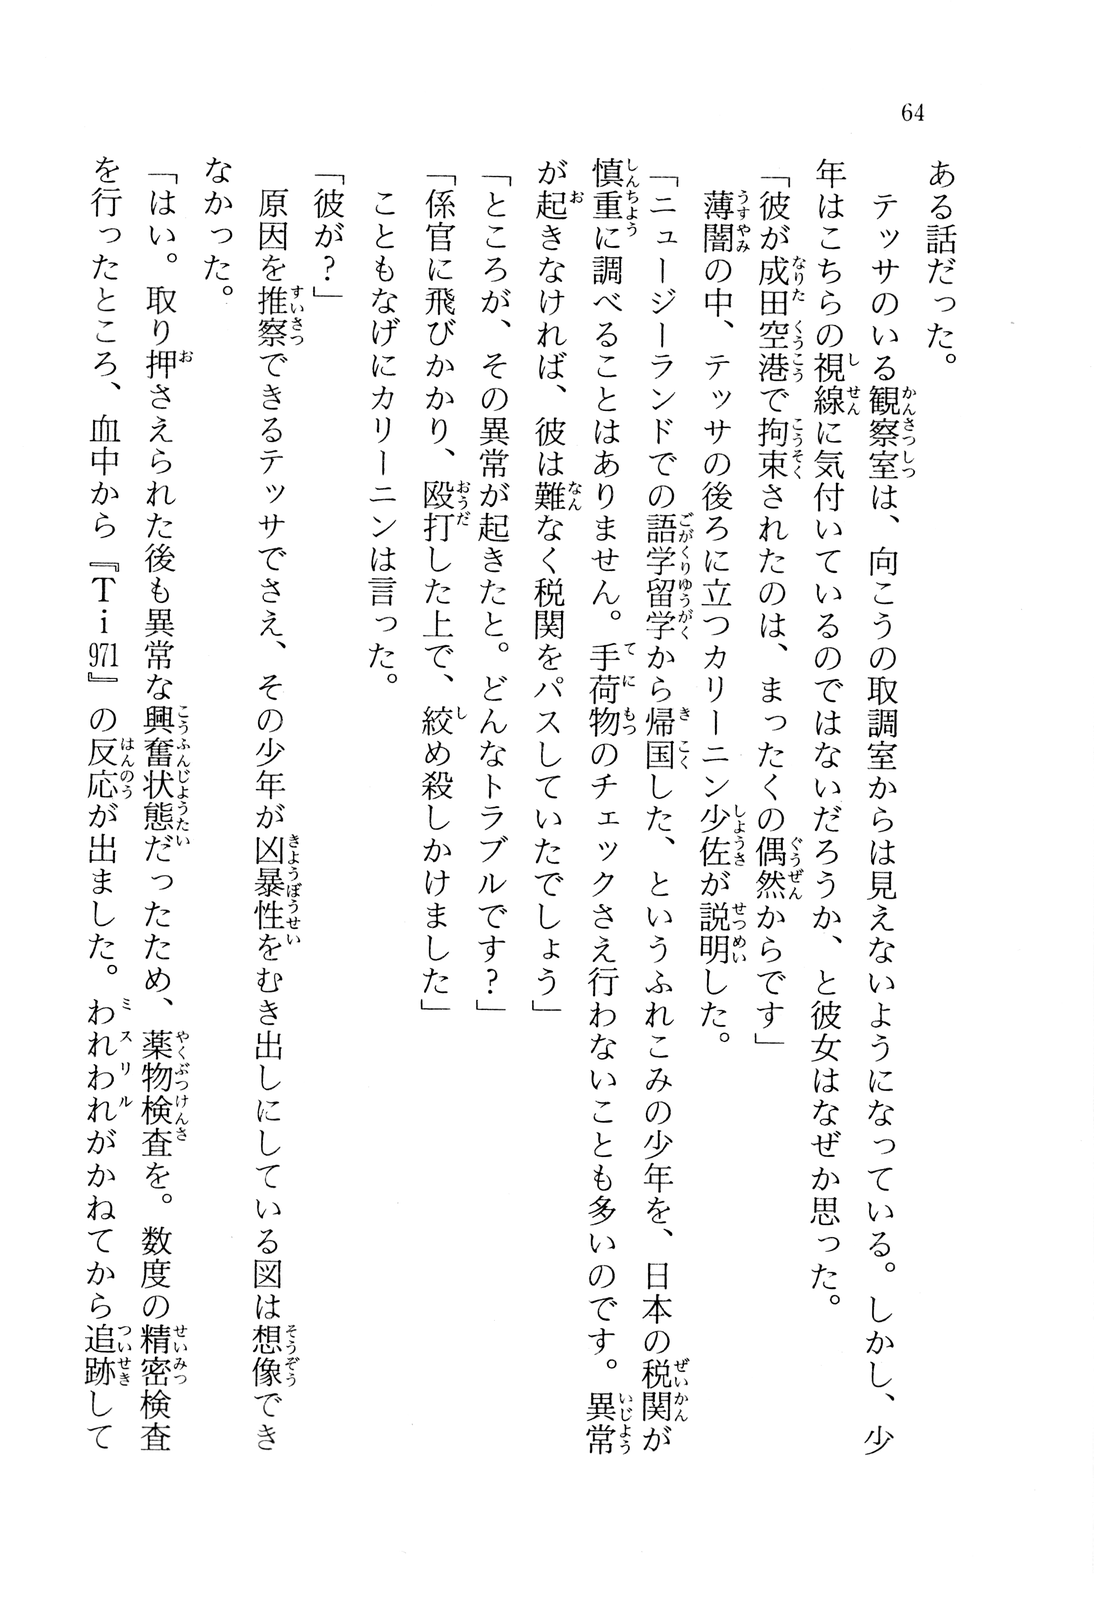 64
ある話だった。
　テッサのいる観察室は、向こうの取調室からは見えないようになっている。しかし、少
年はこちらの視線に気付いているのではないだろうか、と彼女はなぜか思った。
「彼が成田空港で拘束されたのは、まったくの偶然からです」
　薄闇の中、テッサの後ろに立つカリーニン少佐が説明した。
「ニュージーランドでの語学留学から帰国した、というふれこみの少年を、日本の税関が
慎重に調べることはありません。手荷物のチェックさえ行わないことも多いのです。異常
が起きなければ、彼は難なく税関をパスしていたでしょう」
「ところが、その異常が起きたと。どんなトラブルです？」
「係官に飛びかかり、殴打した上で、絞め殺しかけました」
　こともなげにカリーニンは言った。
「彼が？」
　原因を推察できるテッサでさえ、その少年が凶暴性をむき出しにしている図は想像でき
なかった。
「はい。取り押さえられた後も異常な興奮状態だったため、薬物検査を。数度の精密検査
を行ったところ、血中から『Ｔｉ971』の反応が出ました。われわれがかねてから追跡して